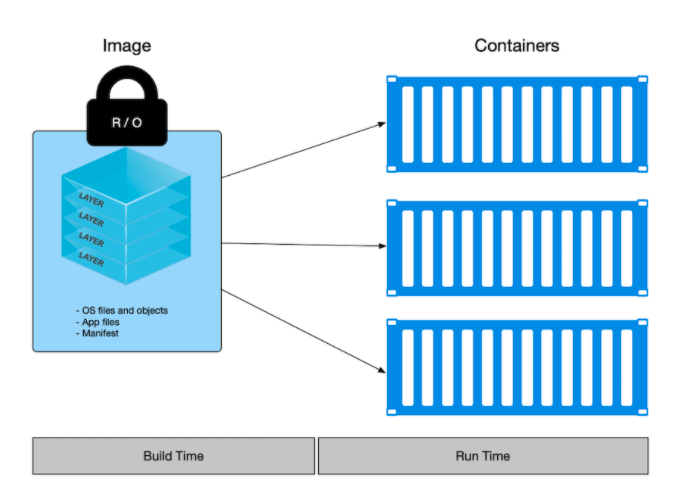 Image
Containers
R / O
LAYER
LAYER
LAYER
LAYER
- OS files and objects
- App files
- Manifest
Build Time
Run Time